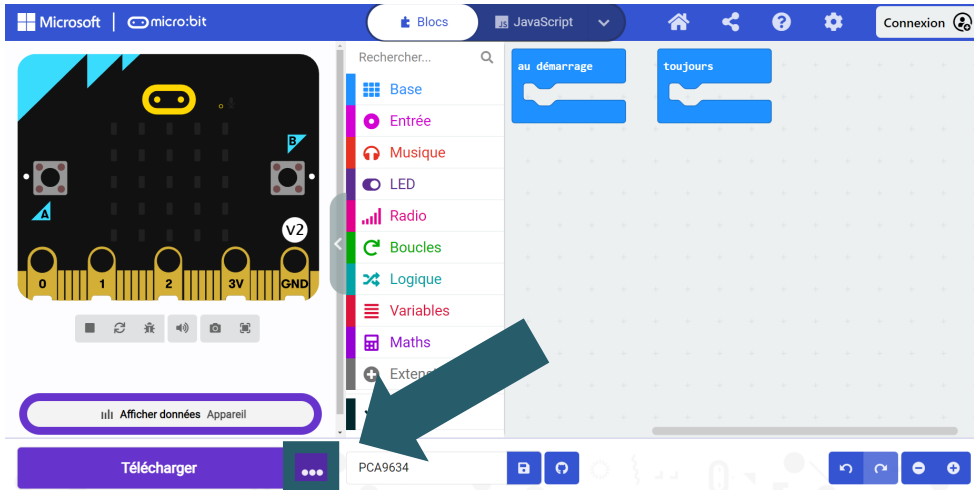 Microsoft micro:bit
Blocs
JS JavaScript
Connexion
Rechercher...
Base
Entrée
Musique
LED
Radio
Boucles
Logique
Variables
Maths
au démarrage
toujours
B
A
V2
0 1 2 3V GND
Afficher données Appareil
Télécharger
PCA9634